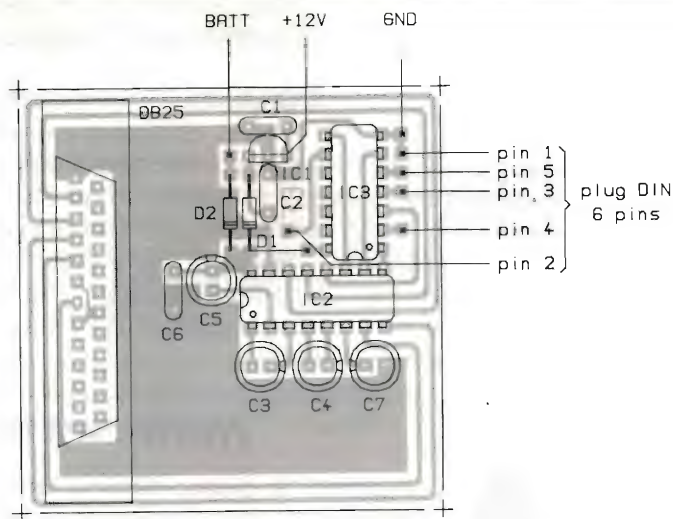 BATT +12V GND
DB25
C1
pin 1
pin 5
IC1
IC3
pin 3
plug DIN
6 pins
D2
C2
pin 4
D1
pin 2
IC2
C6
C5
C3 C4 C7